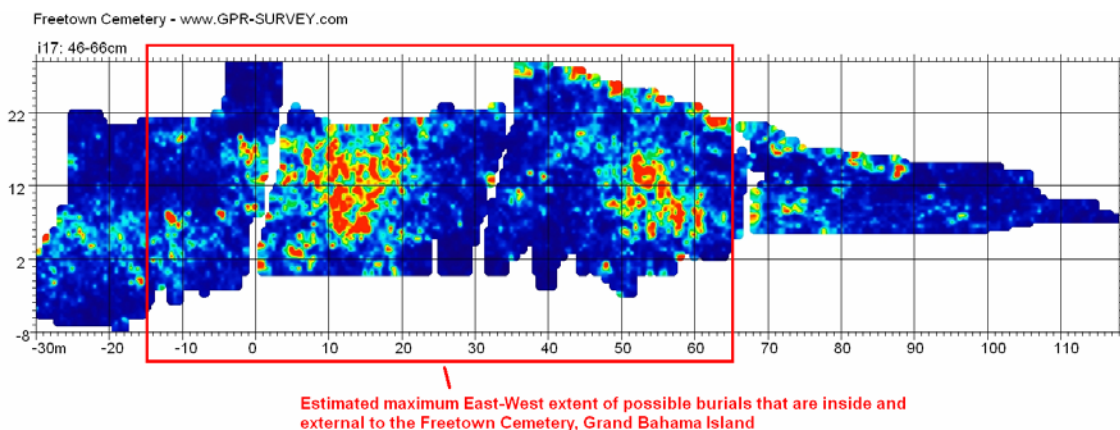 Freetown Cemetery - www.GPR-SURVEY.com
i17: 46-66cm
22
12
2
-8
-30m -20 -10 0 10 20 30 40 50 60 70 80 90 100 110
Estimated maximum East-West extent of possible burials that are inside and
external to the Freetown Cemetery, Grand Bahama Island